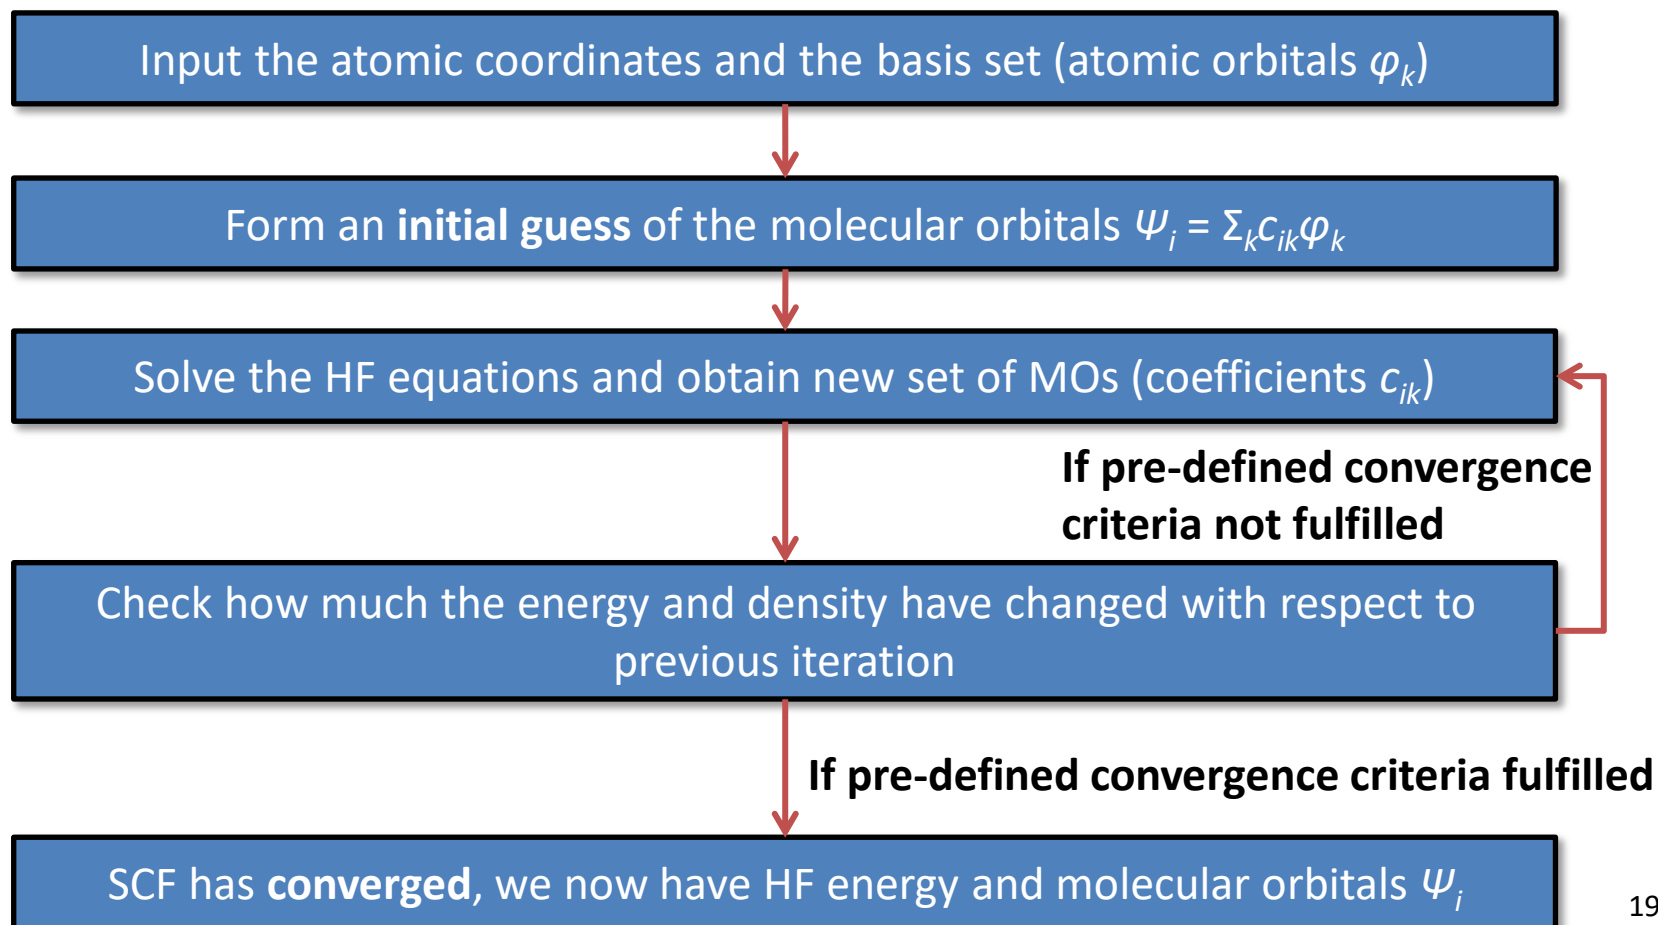 Input the atomic coordinates and the basis set (atomic orbitals φk)
Form an initial guess of the molecular orbitals Ψi = Σkcikφk
Solve the HF equations and obtain new set of MOs (coefficients cik)
If pre-defined convergence
criteria not fulfilled
Check how much the energy and density have changed with respect to
previous iteration
If pre-defined convergence criteria fulfilled
SCF has converged, we now have HF energy and molecular orbitals Ψi
19